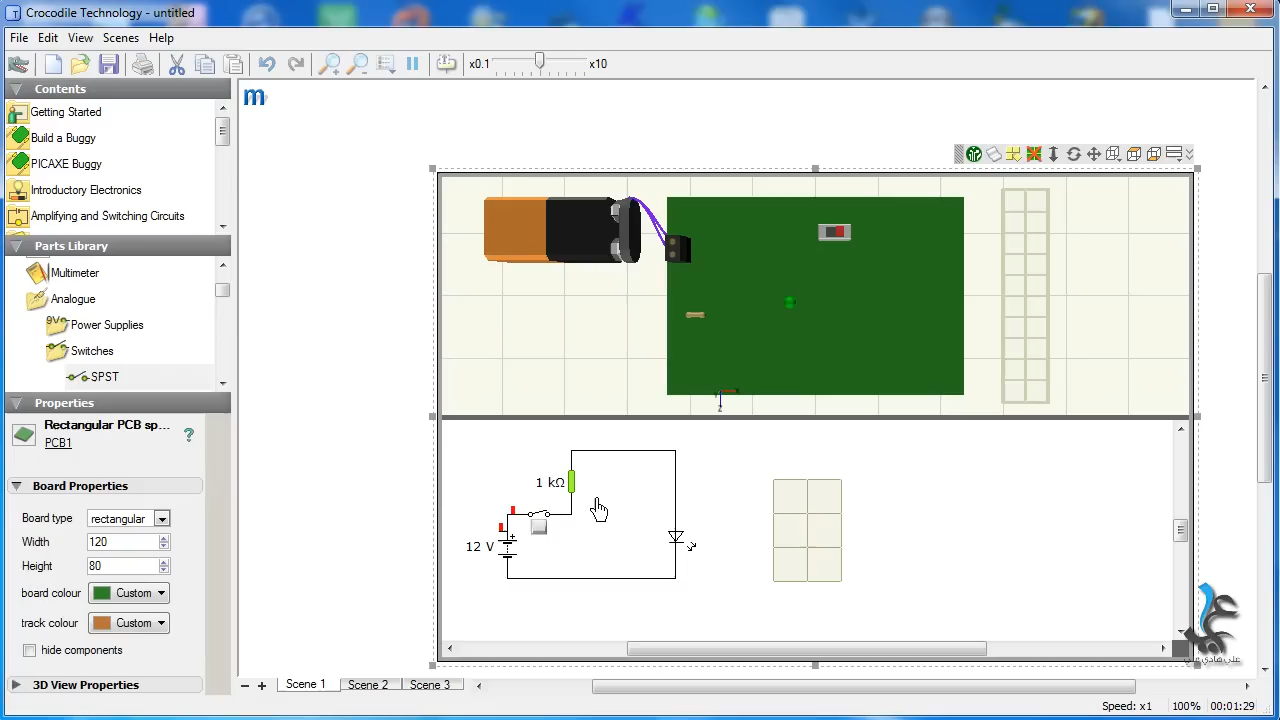 Crocodile Technology - untitled
File Edit View Scenes Help
x0.1 x10
Contents
Getting Started
Build a Buggy
PICAXE Buggy
Introductory Electronics
Amplifying and Switching Circuits
Parts Library
Multimeter
Analogue
9V Power Supplies
Switches
SPST
Properties
Rectangular PCB sp...
PCB1
?
Board Properties
Board type rectangular
Width 120
Height 80
board colour Custom
track colour Custom
hide components
3D View Properties
m
z
1 kΩ
12 V
+
Scene 1 Scene 2 Scene 3
Speed: x1 100% 00:01:29